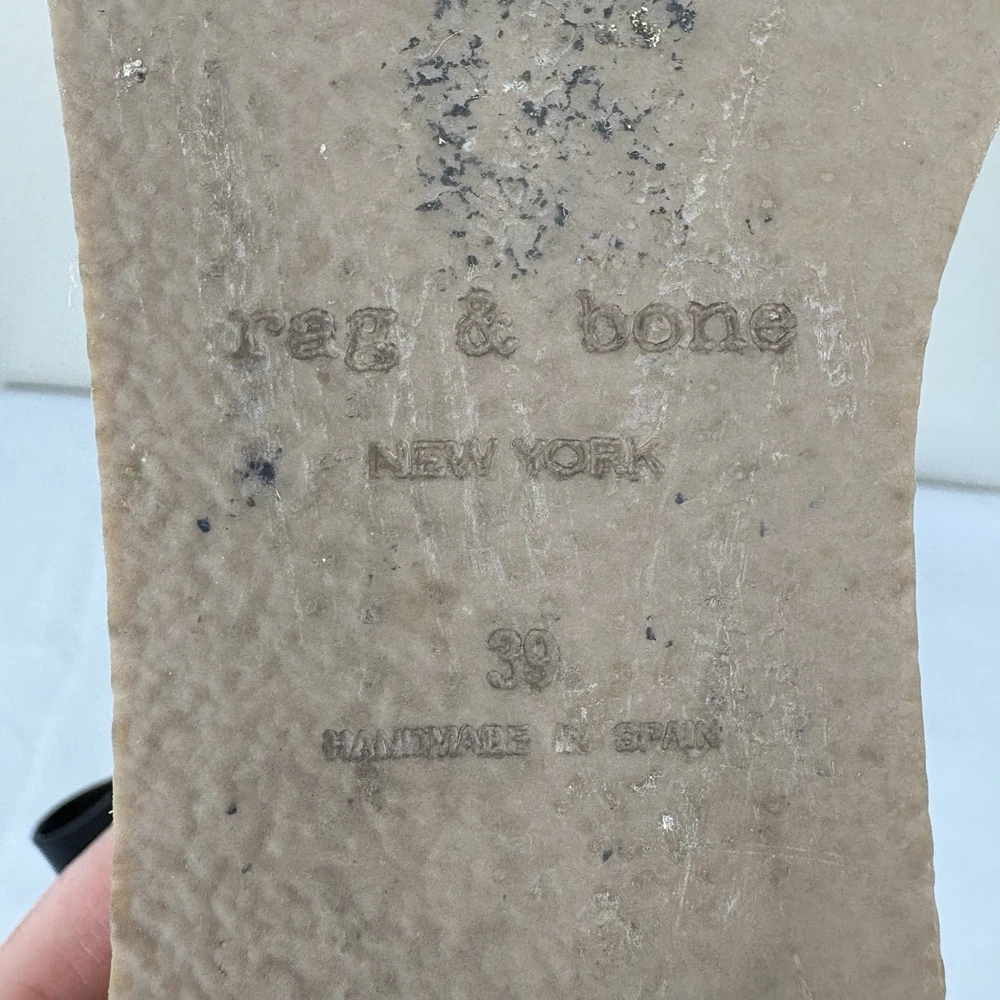 rag & bone
NEW YORK
39
HANDMADE IN SPAIN